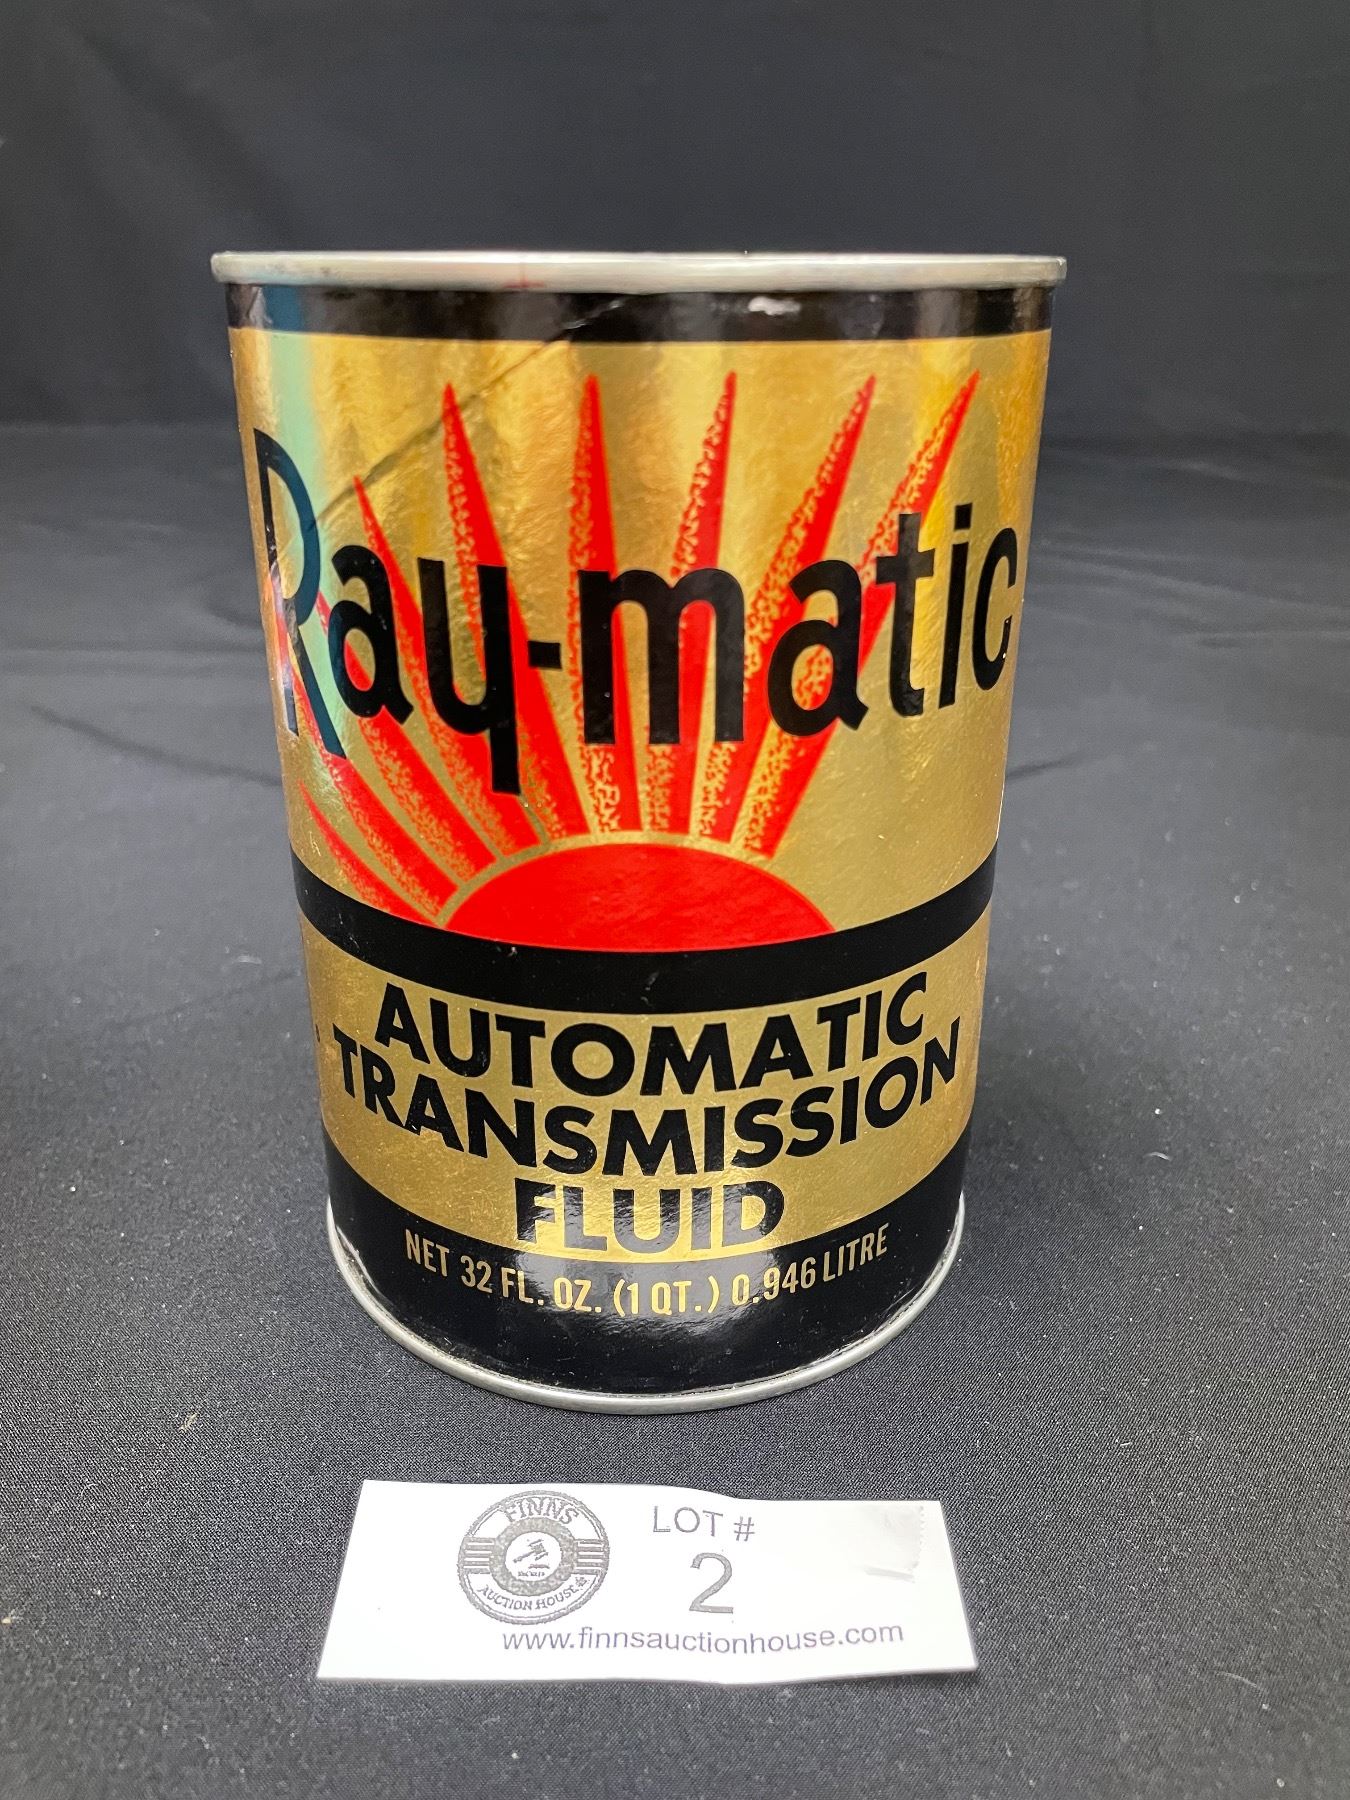 Ray-matic
AUTOMATIC
TRANSMISSION
FLUID
NET 32 FL. OZ. (1 QT.) 0.946 LITRE
FINNS
AUCTION HOUSE
LOT #
2
www.finnsauctionhouse.com